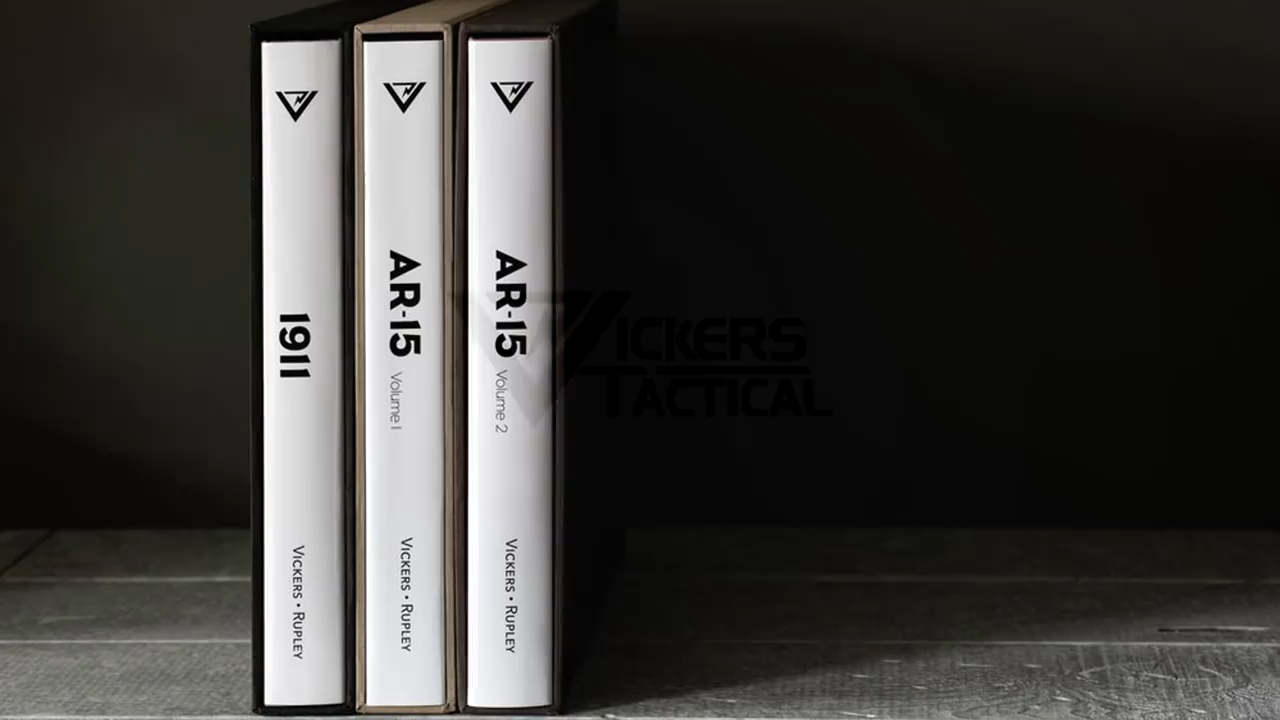 1911
VICKERS • RUPLEY
AR-15 Volume 1
VICKERS • RUPLEY
AR-15 Volume 2
VICKERS • RUPLEY
VICKERS
TACTICAL